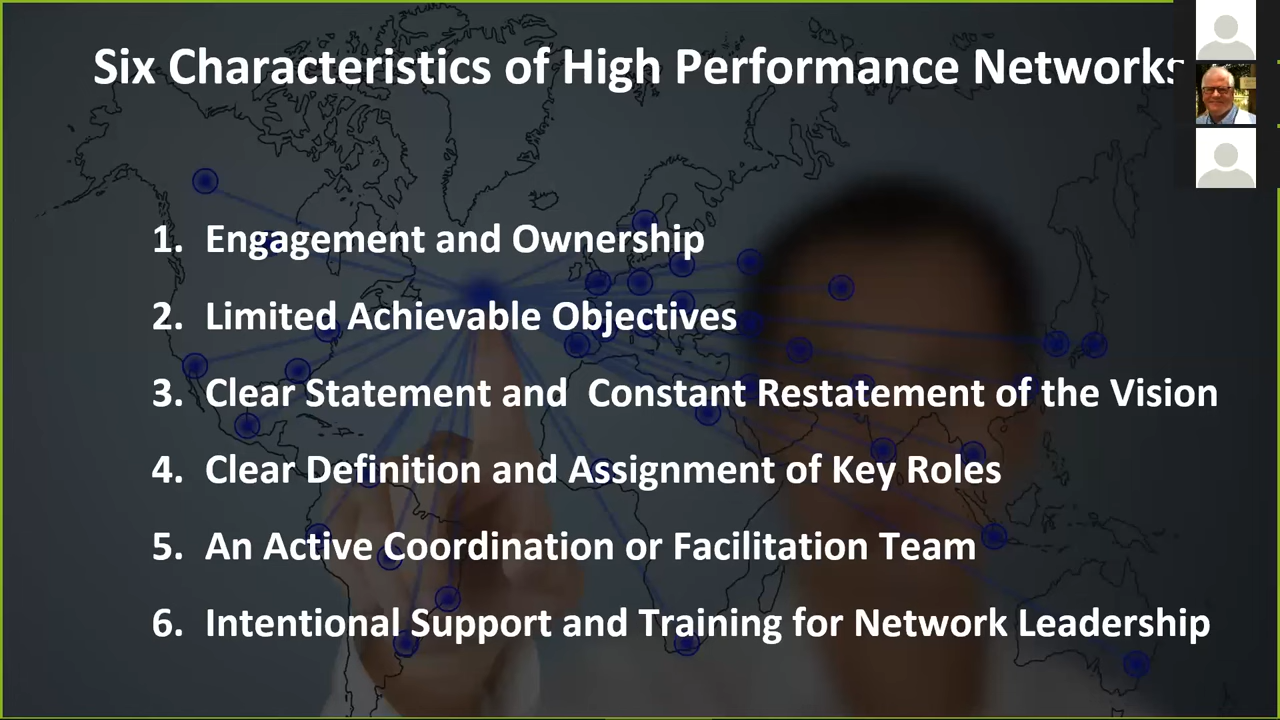 Six Characteristics of High Performance Networks
1. Engagement and Ownership
2. Limited Achievable Objectives
3. Clear Statement and  Constant Restatement of the Vision
4. Clear Definition and Assignment of Key Roles
5. An Active Coordination or Facilitation Team
6. Intentional Support and Training for Network Leadership